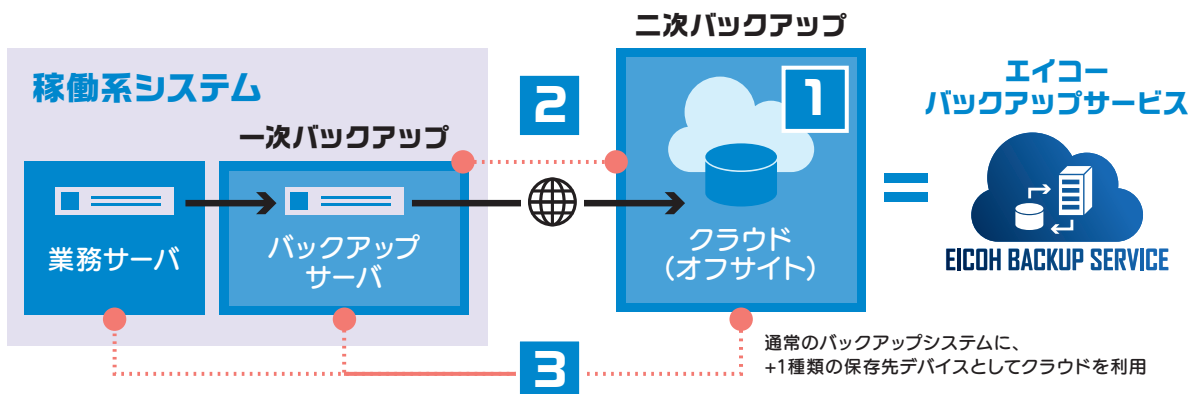 二次バックアップ
稼働系システム
一次バックアップ
業務サーバ
バックアップ
サーバ
2
1
クラウド
（オフサイト）
エイコー
バックアップサービス
EICOH BACKUP SERVICE
3
通常のバックアップシステムに、
+1種類の保存先デバイスとしてクラウドを利用